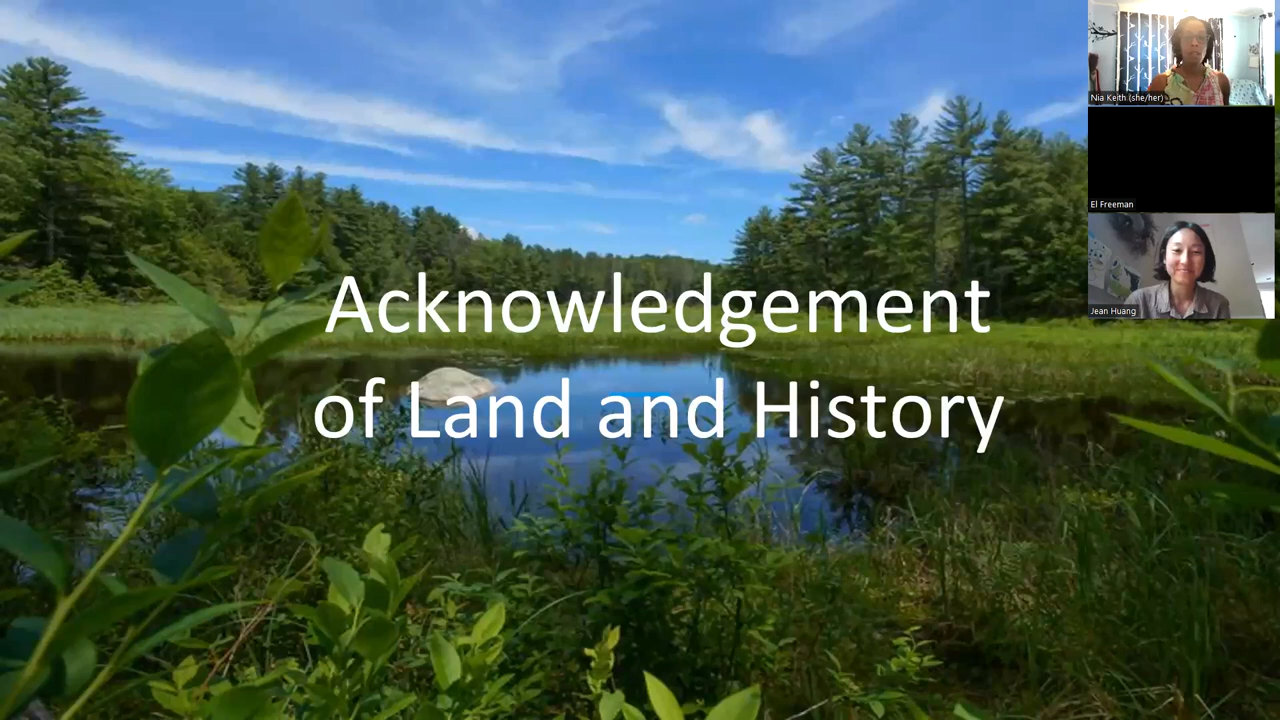 Acknowledgement
of Land and History
Nia Keith (she/her)
El Freeman
Jean Huang